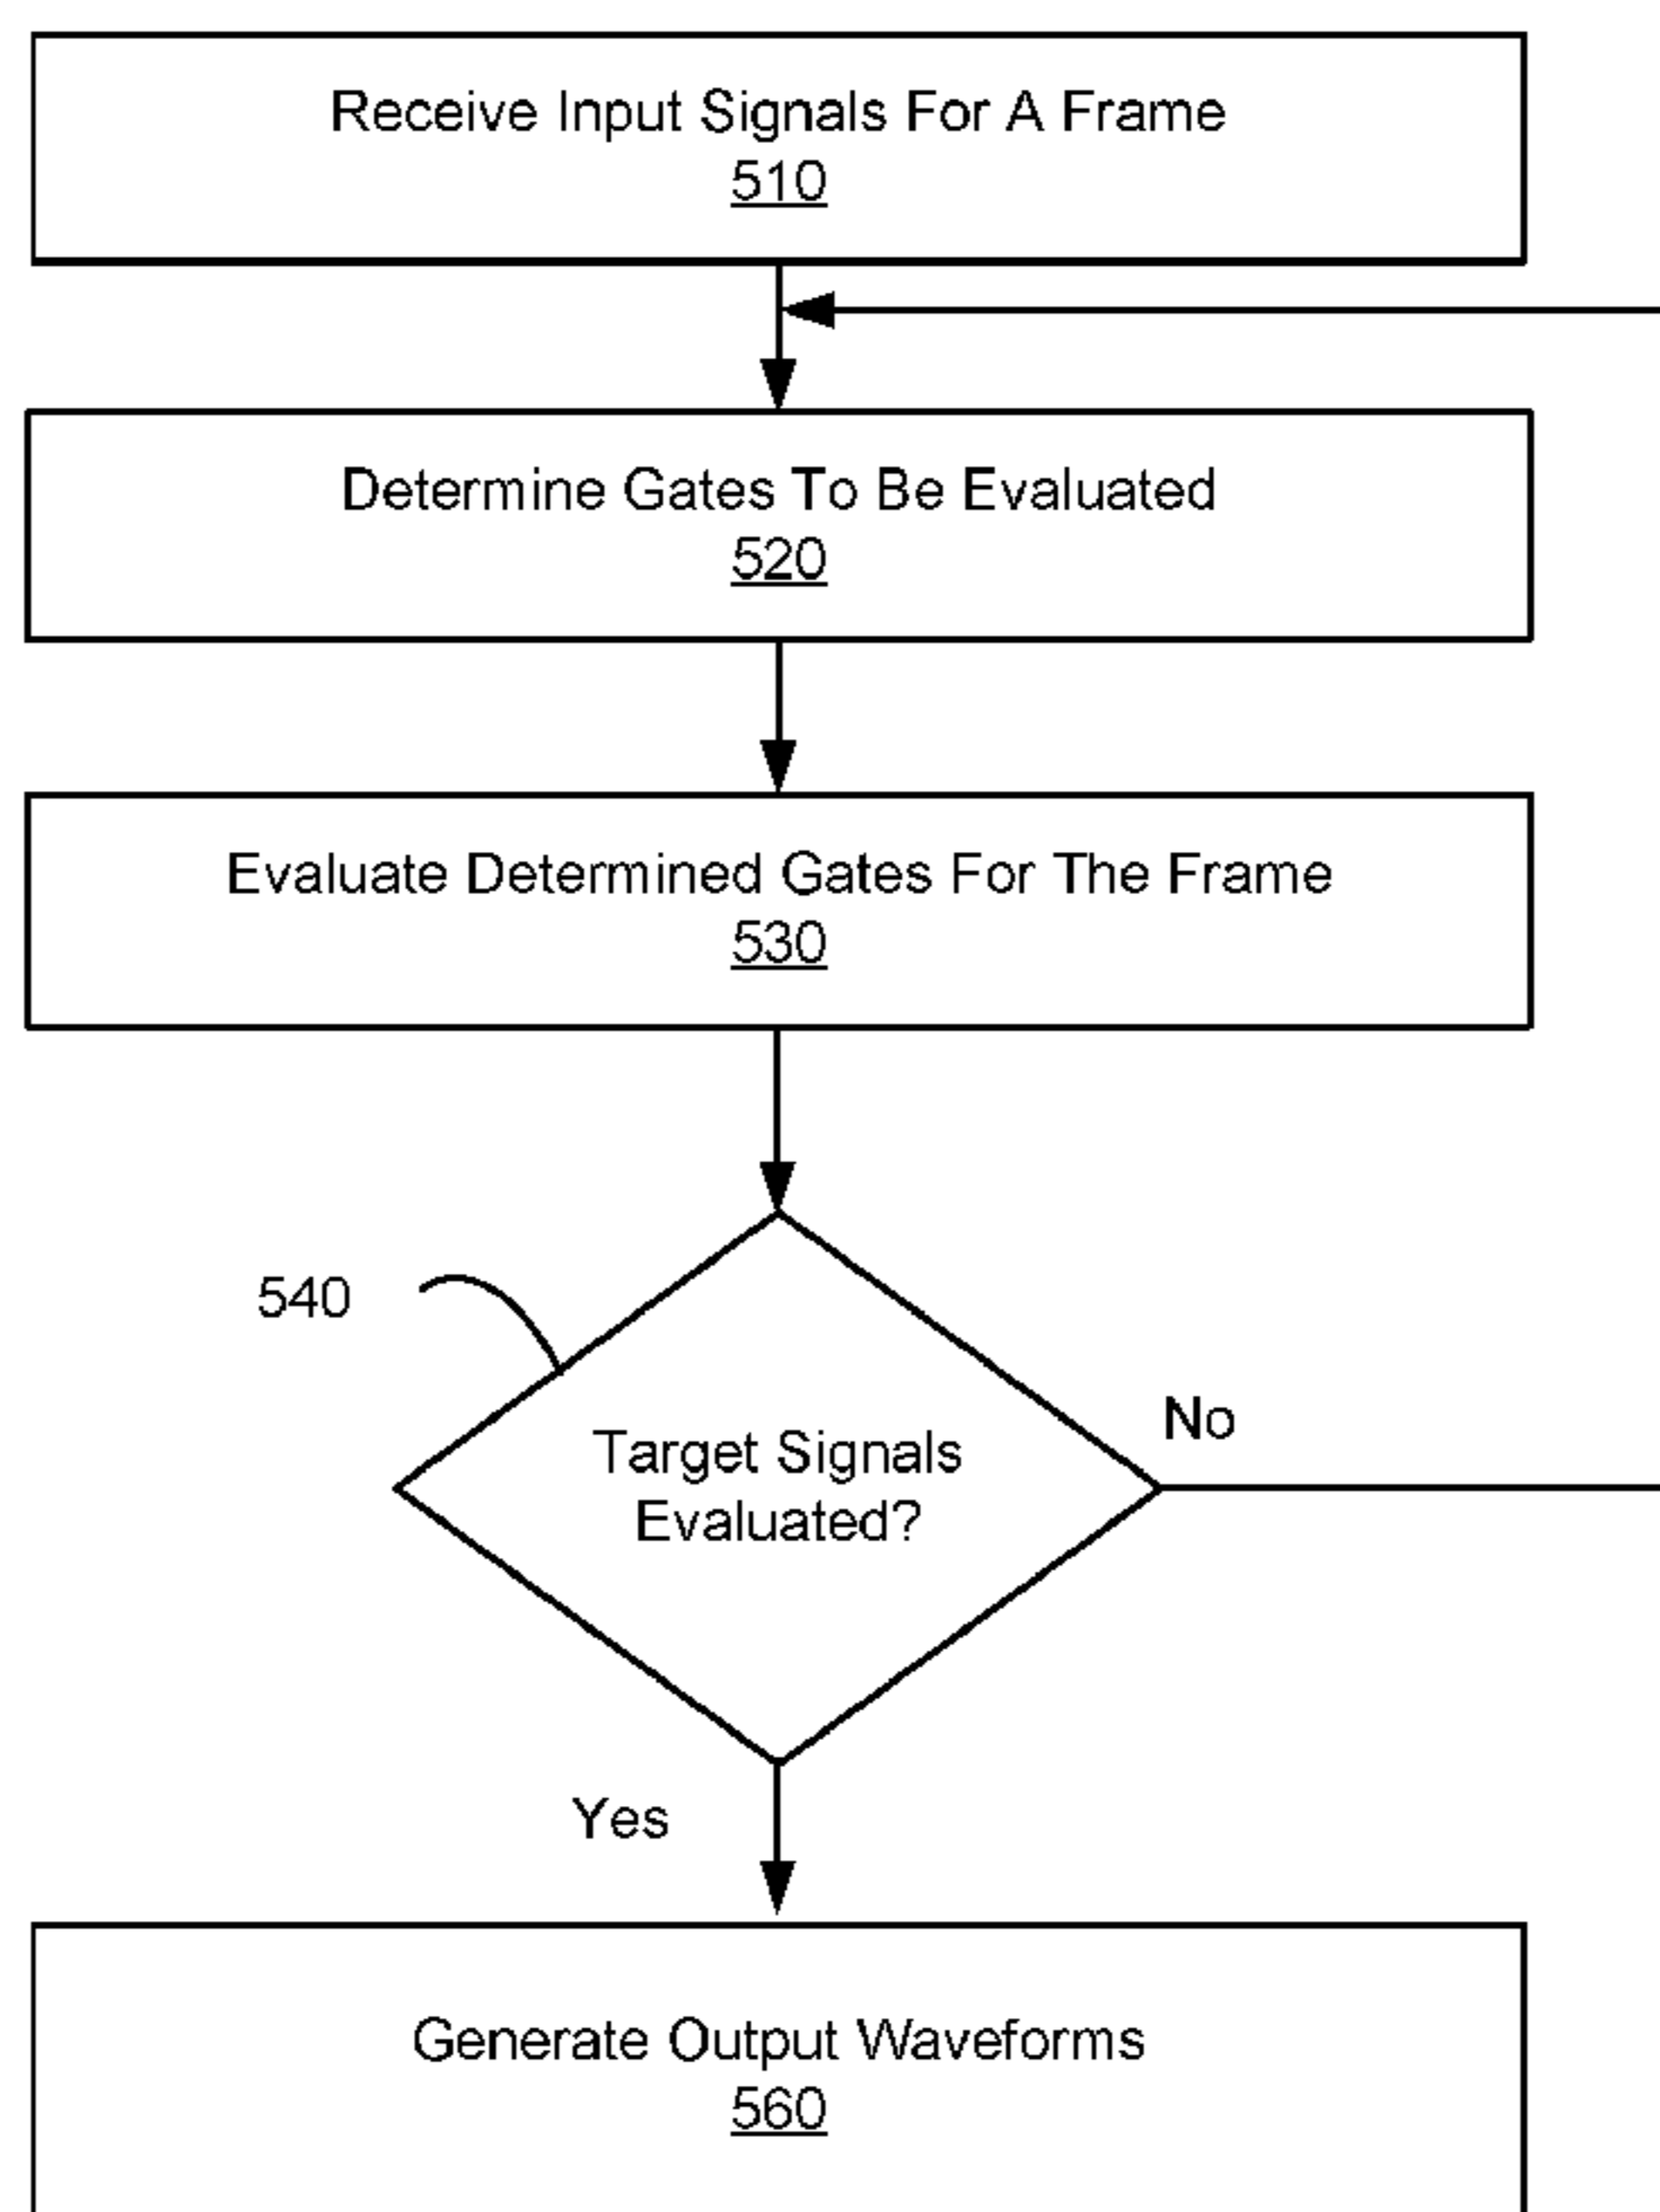 Receive Input Signals For A Frame
510
Determine Gates To Be Evaluated
520
Evaluate Determined Gates For The Frame
530
540
Target Signals
Evaluated?
No
Yes
Generate Output Waveforms
560